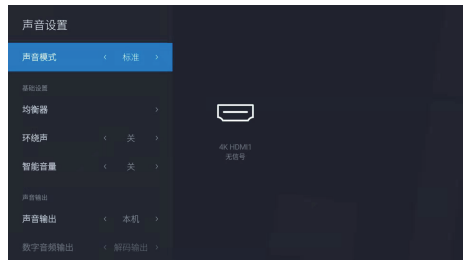 声音设置
声音模式 ‹ 标准 ›
基础设置
均衡器 ›
环绕声 ‹ 关 ›
智能音量 ‹ 关 ›
声音输出
声音输出 ‹ 本机 ›
数字音频输出 ‹ 解码输出 ›
4K HDMI1
无信号